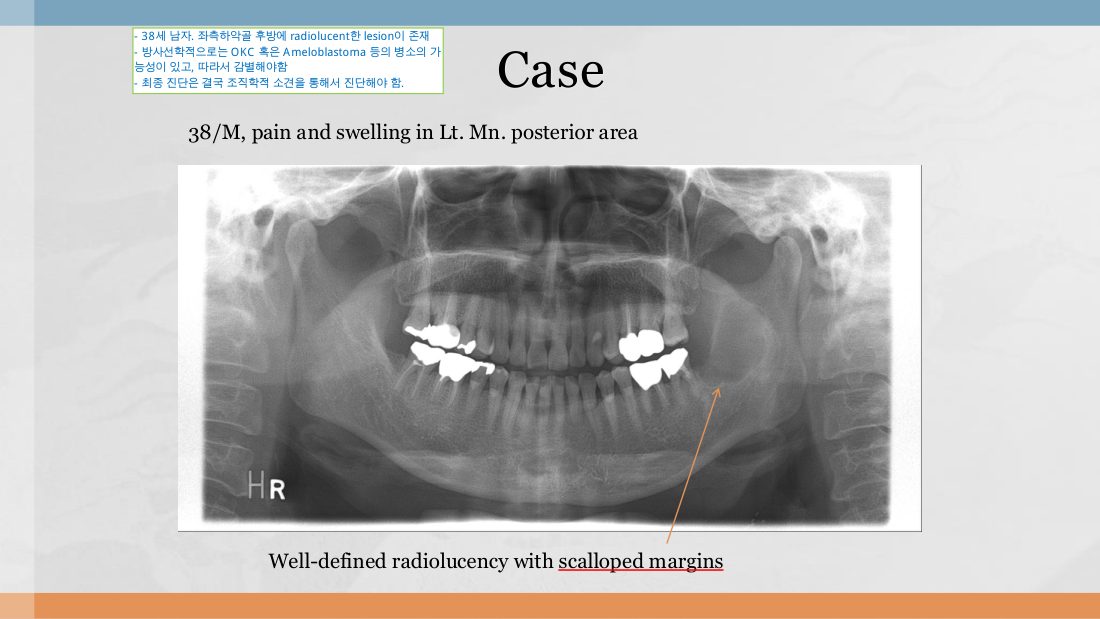 - 38세 남자. 좌측하악골 후방에 radiolucent한 lesion이 존재
- 방사선학적으로는 OKC 혹은 Ameloblastoma 등의 병소의 가
능성이 있고, 따라서 감별해야함
- 최종 진단은 결국 조직학적 소견을 통해서 진단해야 함.
Case
38/M, pain and swelling in Lt. Mn. posterior area
HR
Well-defined radiolucency with scalloped margins